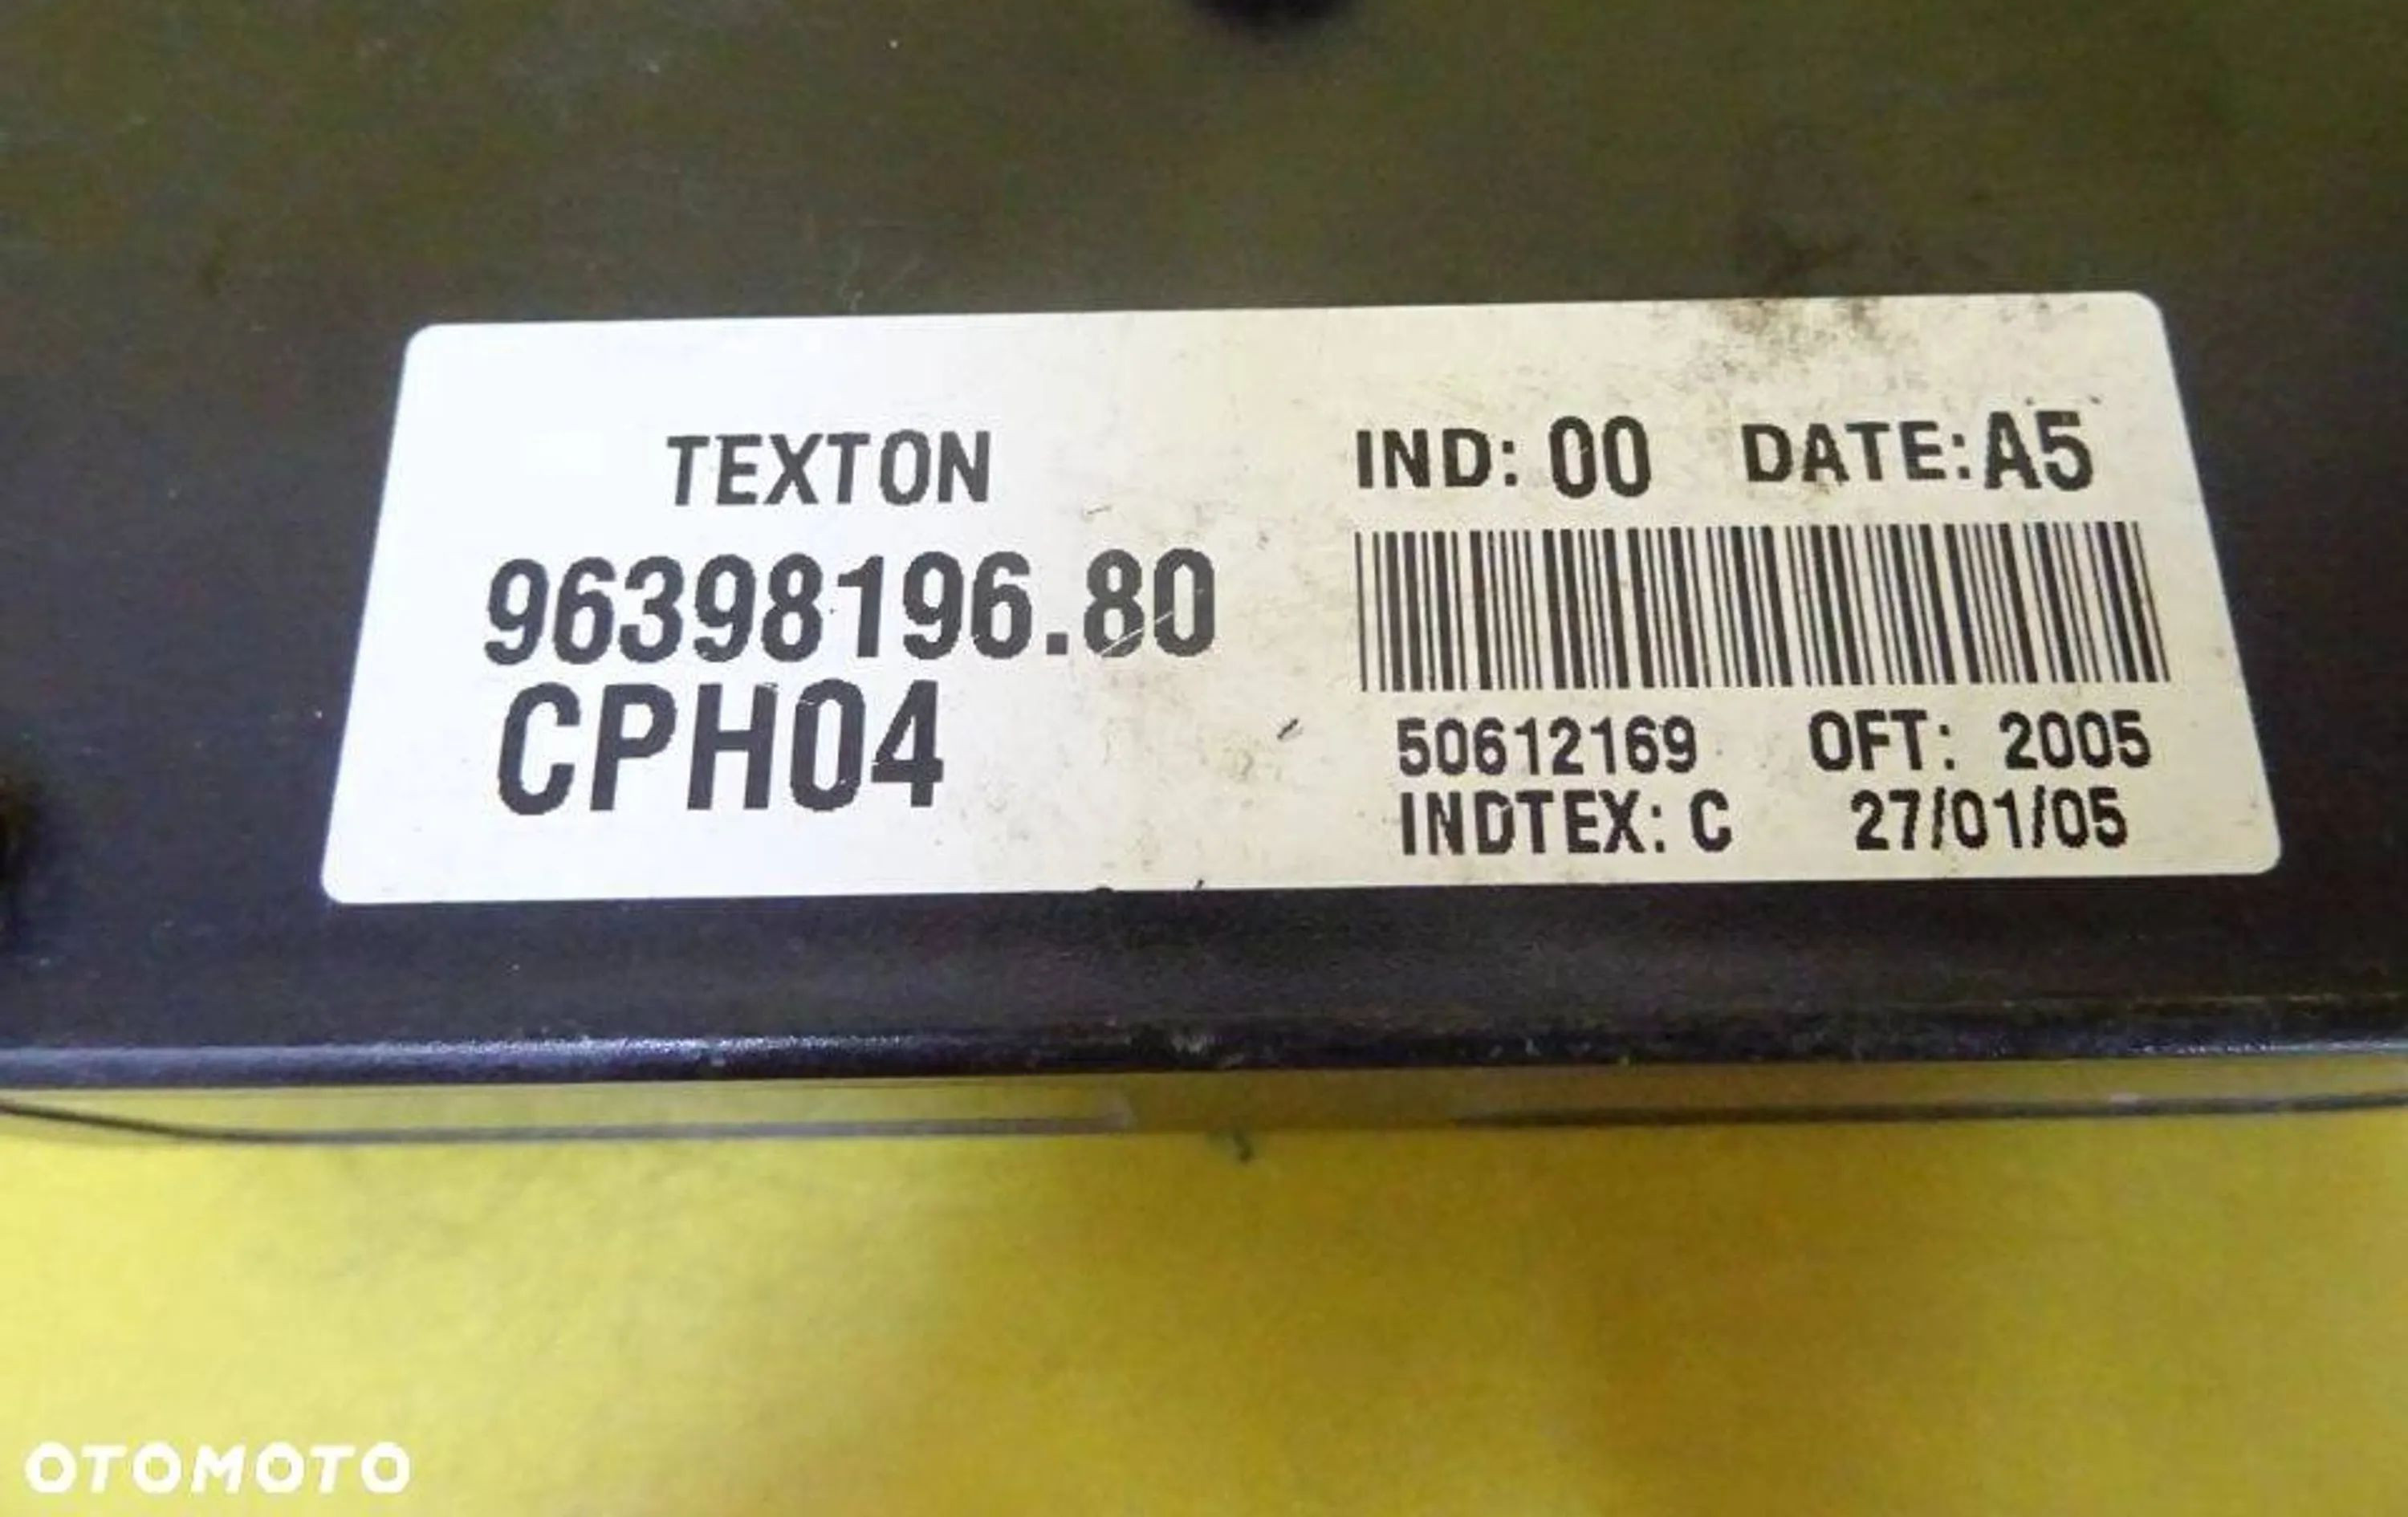 TEXTON
96398196.80
CPH04
IND: 00 DATE: A5
50612169 OFT: 2005
INDTEX: C 27/01/05
OTOMOTO